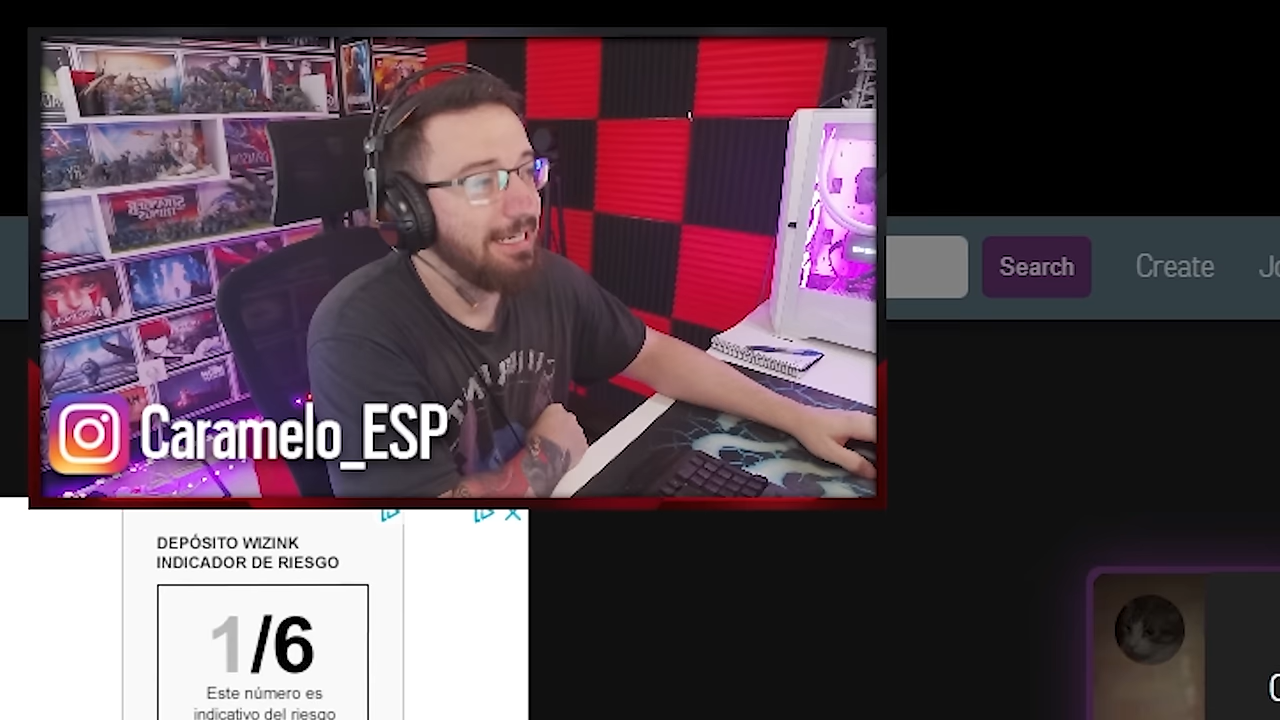 Caramelo_ESP
Search
Create
DEPÓSITO WIZINK
INDICADOR DE RIESGO
1/6
Este número es
indicativo del riesgo